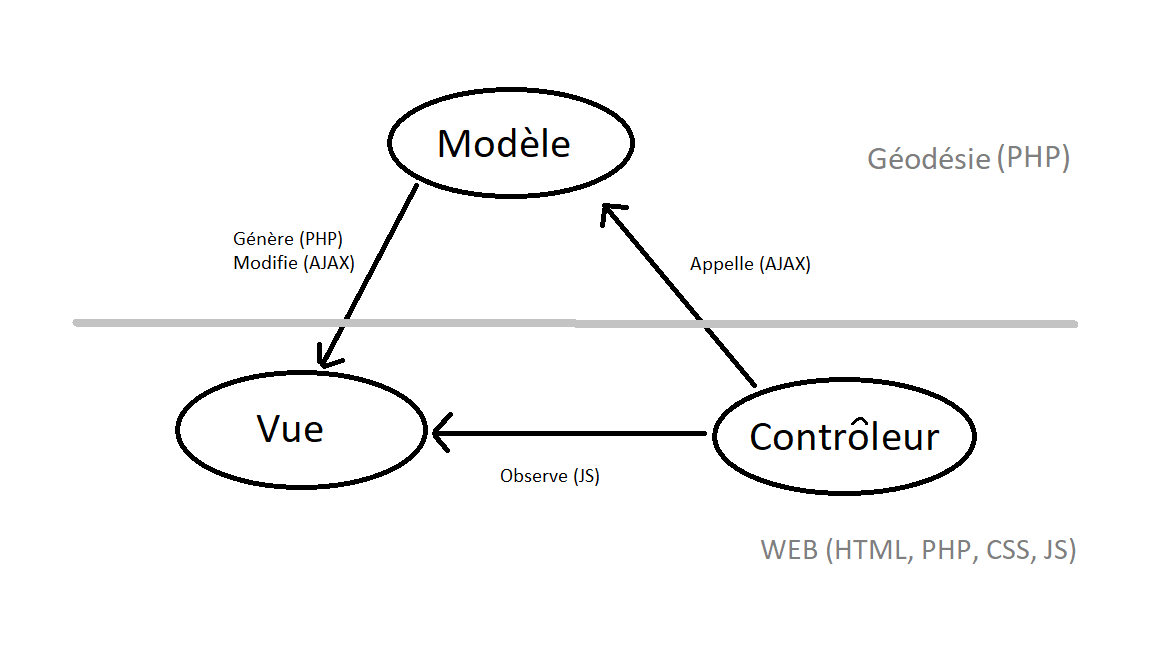 Modèle
Géodésie (PHP)
Génère (PHP)
Modifie (AJAX)
Appelle (AJAX)
Vue
Contrôleur
Observe (JS)
WEB (HTML, PHP, CSS, JS)